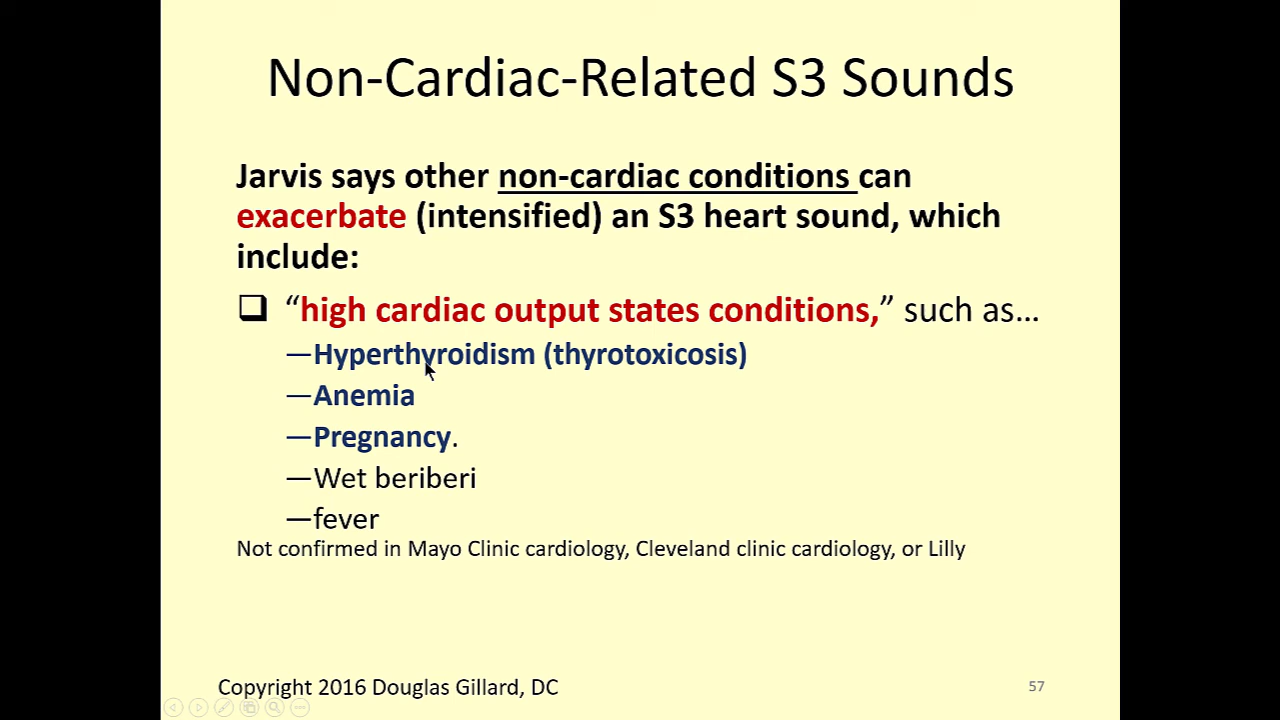 Non-Cardiac-Related S3 Sounds
Jarvis says other non-cardiac conditions can
exacerbate (intensified) an S3 heart sound, which
include:
❑ “high cardiac output states conditions,” such as…
—Hyperthyroidism (thyrotoxicosis)
—Anemia
—Pregnancy.
—Wet beriberi
—fever
Not confirmed in Mayo Clinic cardiology, Cleveland clinic cardiology, or Lilly
Copyright 2016 Douglas Gillard, DC
57